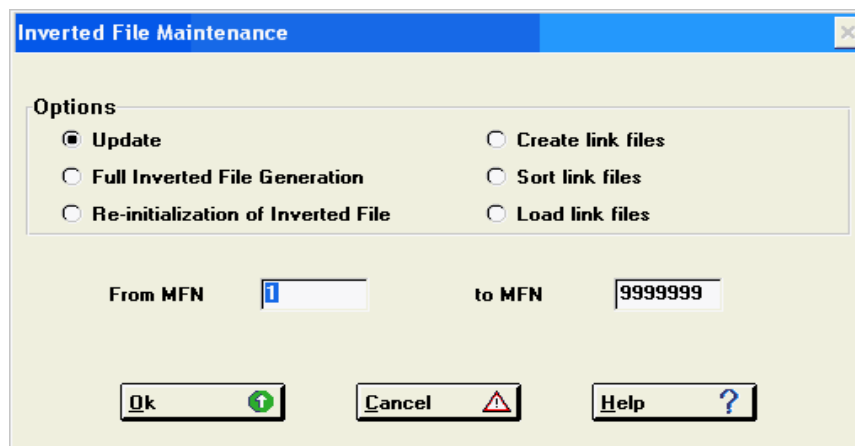 Inverted File Maintenance
Options
Update
Create link files
Full Inverted File Generation
Sort link files
Re-initialization of Inverted File
Load link files
From MFN 1 to MFN 9999999
Ok Cancel Help